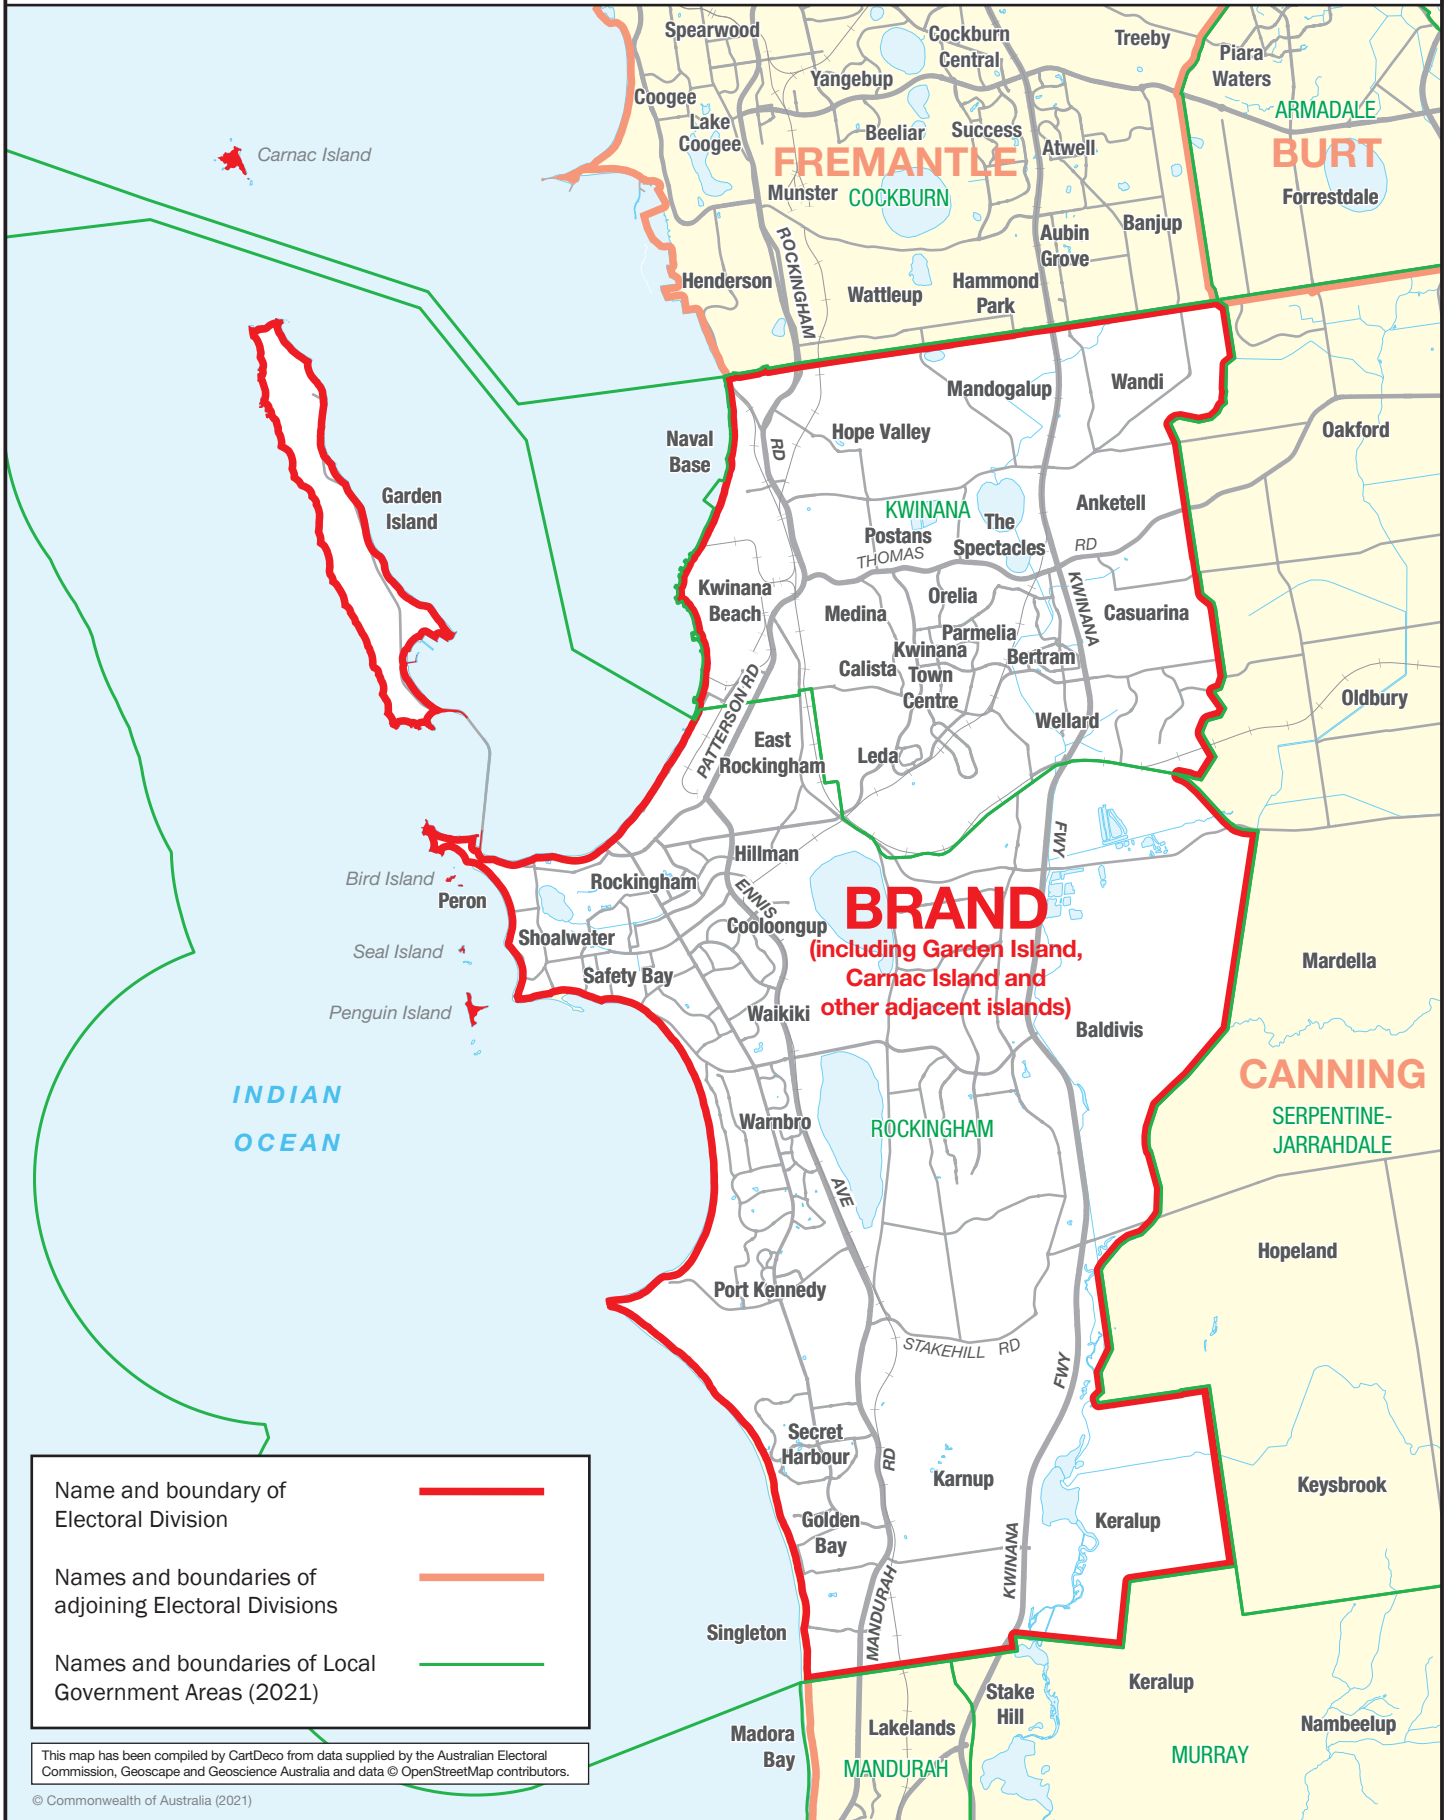 Spearwood
Cockburn
Central
Treeby
Piara
Waters
Yangebup
Coogee
ARMADALE
Lake
Coogee
Beeliar
Success
Atwell
FREMANTLE
BURT
Carnac Island
Munster
COCKBURN
Forrestdale
Banjup
Aubin
Grove
ROCKINGHAM
Henderson
Wattleup
Hammond
Park
Mandogalup
Wandi
Hope Valley
Oakford
Naval
Base
RD
Garden
Island
KWINANA
Anketell
Postans
The
Spectacles
THOMAS
RD
Kwinana
Beach
Orelia
KWINANA
Medina
Casuarina
Parmelia
Kwinana
Town
Centre
Bertram
Calista
Oldbury
PATTERSON RD
Wellard
East
Rockingham
Leda
FWY
Hillman
Bird Island
Peron
Rockingham
ENNIS
BRAND
(including Garden Island,
Carnac Island and
other adjacent islands)
Cooloongup
Shoalwater
Seal Island
Safety Bay
Mardella
Penguin Island
Waikiki
Baldivis
CANNING
INDIAN
OCEAN
SERPENTINE-
JARRAHDALE
Warnbro
ROCKINGHAM
AVE
Hopeland
Port Kennedy
STAKEHILL RD
FWY
Secret
Harbour
RD
Karnup
Keysbrook
Golden
Bay
Keralup
KWINANA
MANDURAH
Singleton
Keralup
Stake
Hill
Madora
Bay
Lakelands
Nambeelup
MANDURAH
MURRAY
Name and boundary of
Electoral Division
Names and boundaries of
adjoining Electoral Divisions
Names and boundaries of Local
Government Areas (2021)
This map has been compiled by CartDeco from data supplied by the Australian Electoral
Commission, Geoscape and Geoscience Australia and data © OpenStreetMap contributors.
© Commonwealth of Australia (2021)